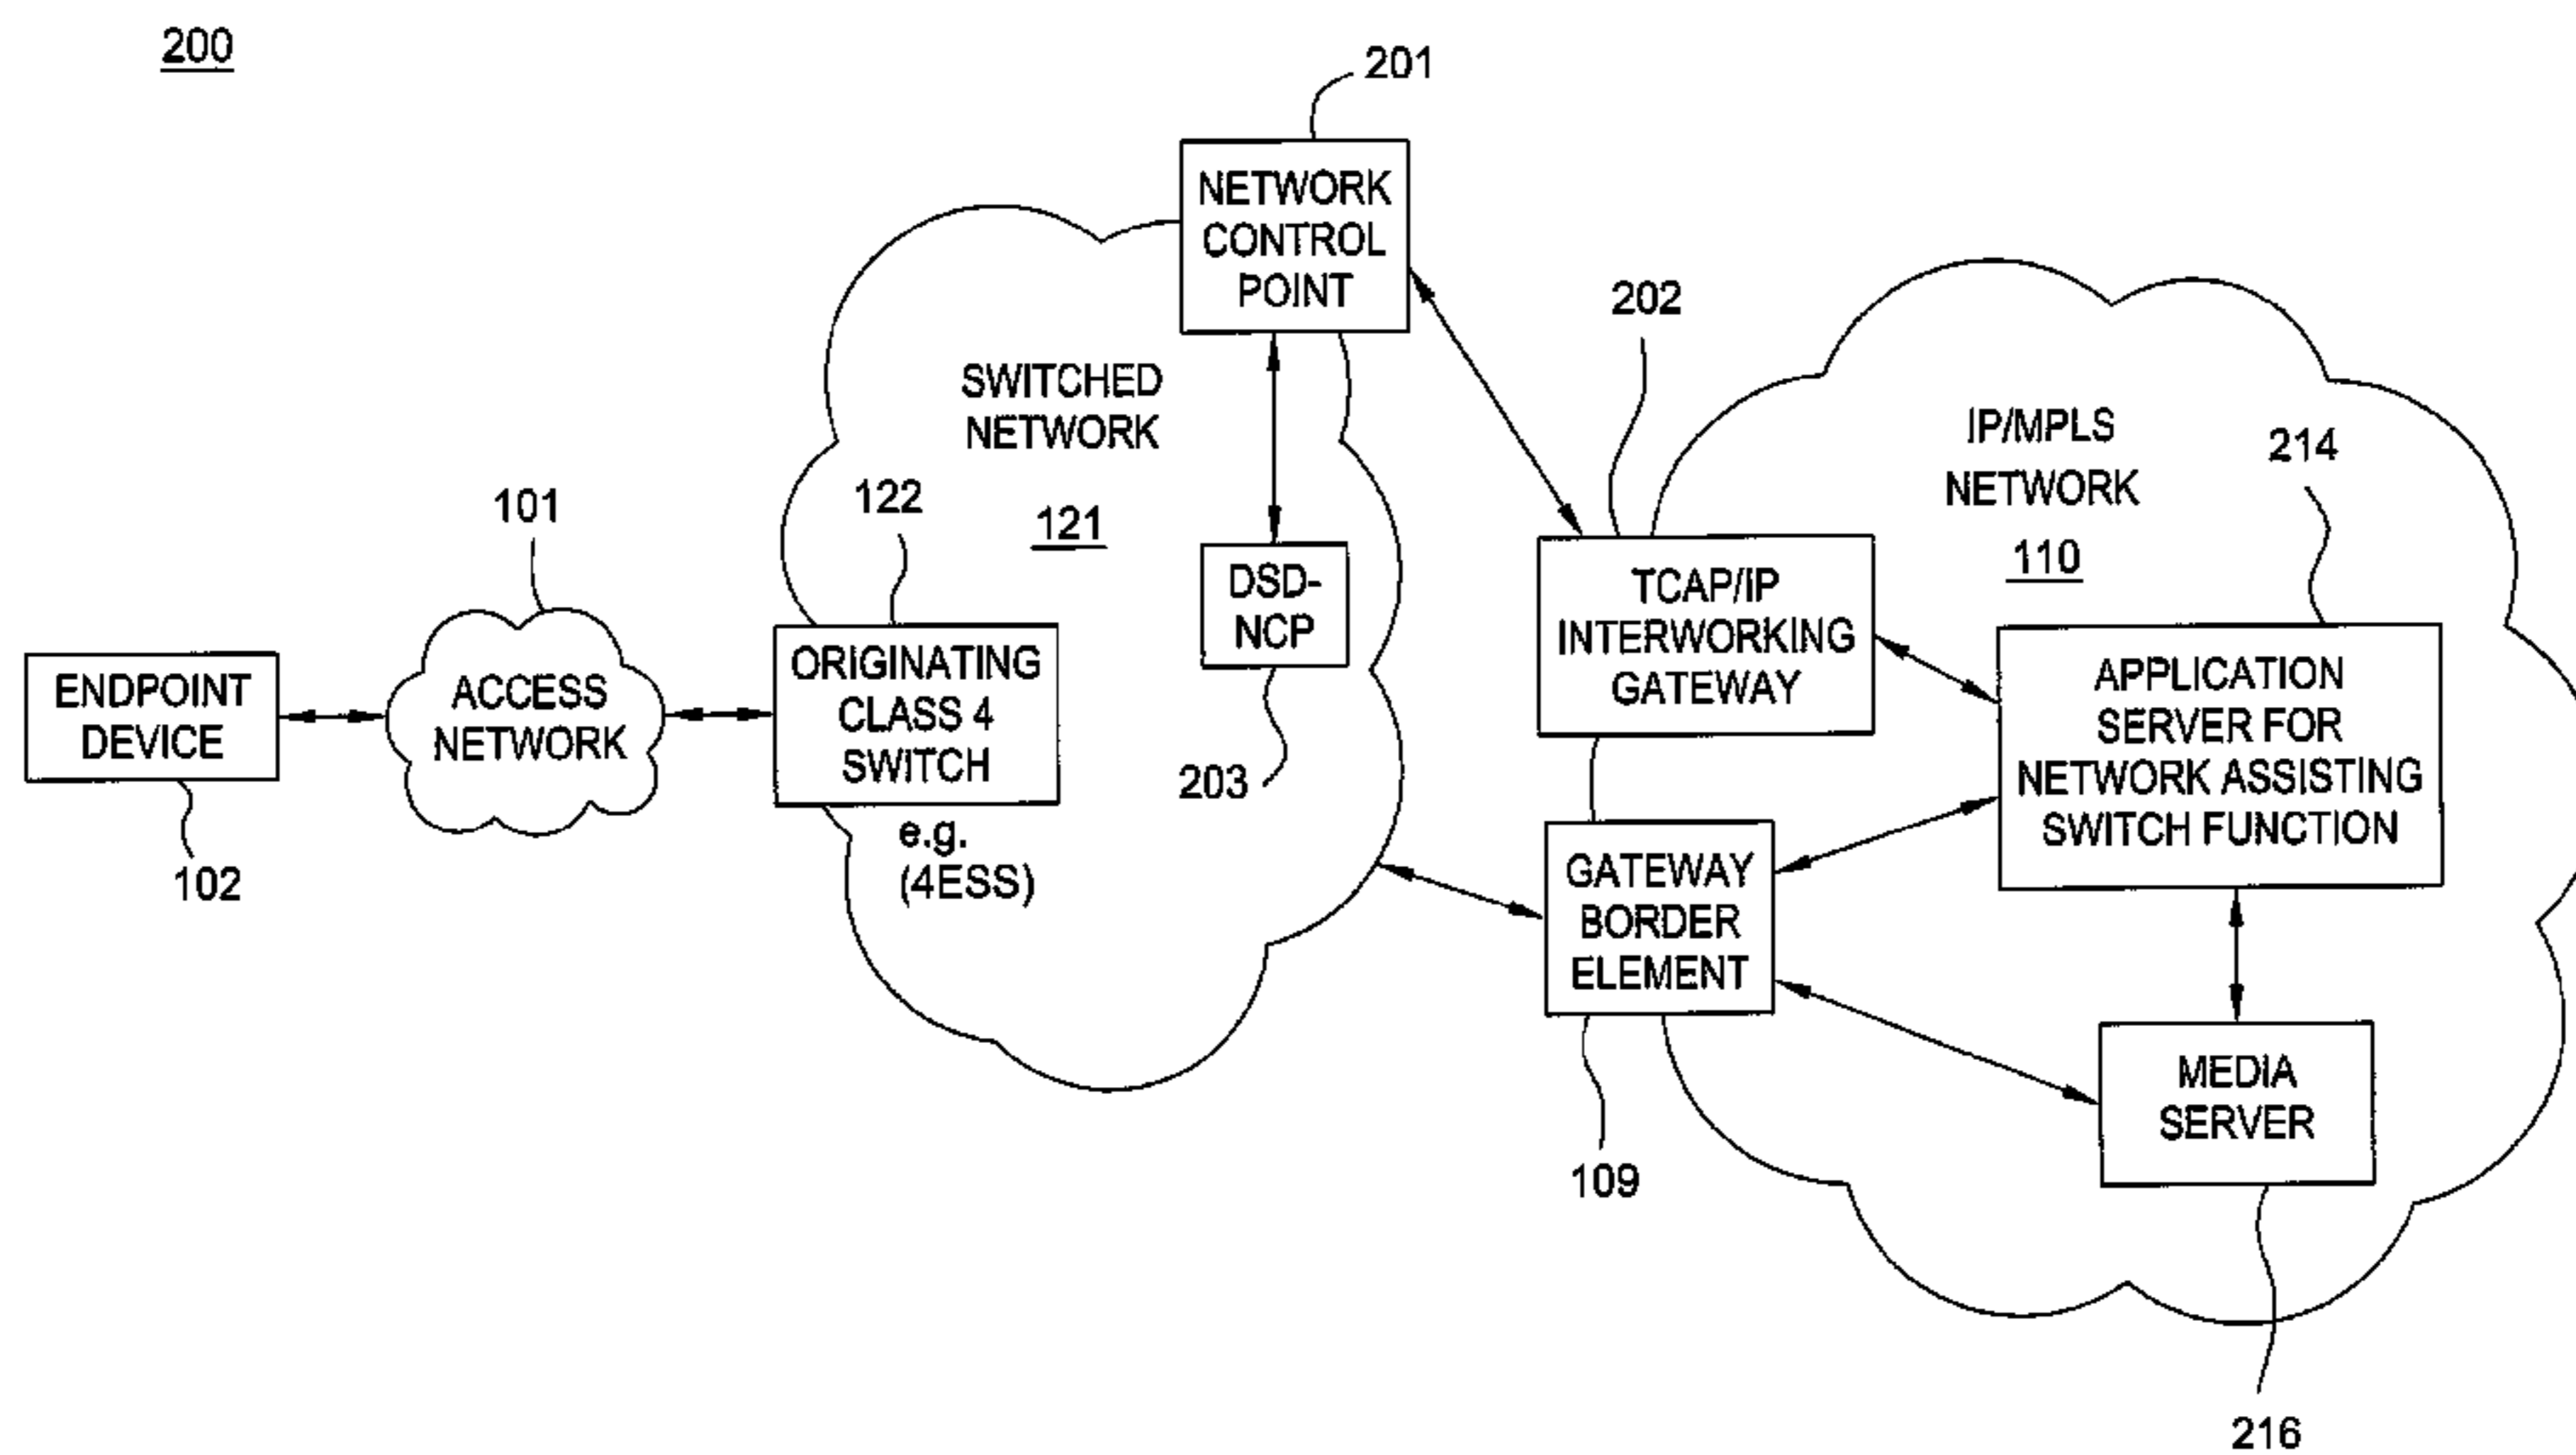 200
201
NETWORK
CONTROL
POINT
SWITCHED
NETWORK
121
202
IP/MPLS
NETWORK
110
214
101
122
DSD-
NCP
203
TCAP/IP
INTERWORKING
GATEWAY
ENDPOINT
DEVICE
102
ACCESS
NETWORK
ORIGINATING
CLASS 4
SWITCH
e.g.
(4ESS)
APPLICATION
SERVER FOR
NETWORK ASSISTING
SWITCH FUNCTION
GATEWAY
BORDER
ELEMENT
109
MEDIA
SERVER
216